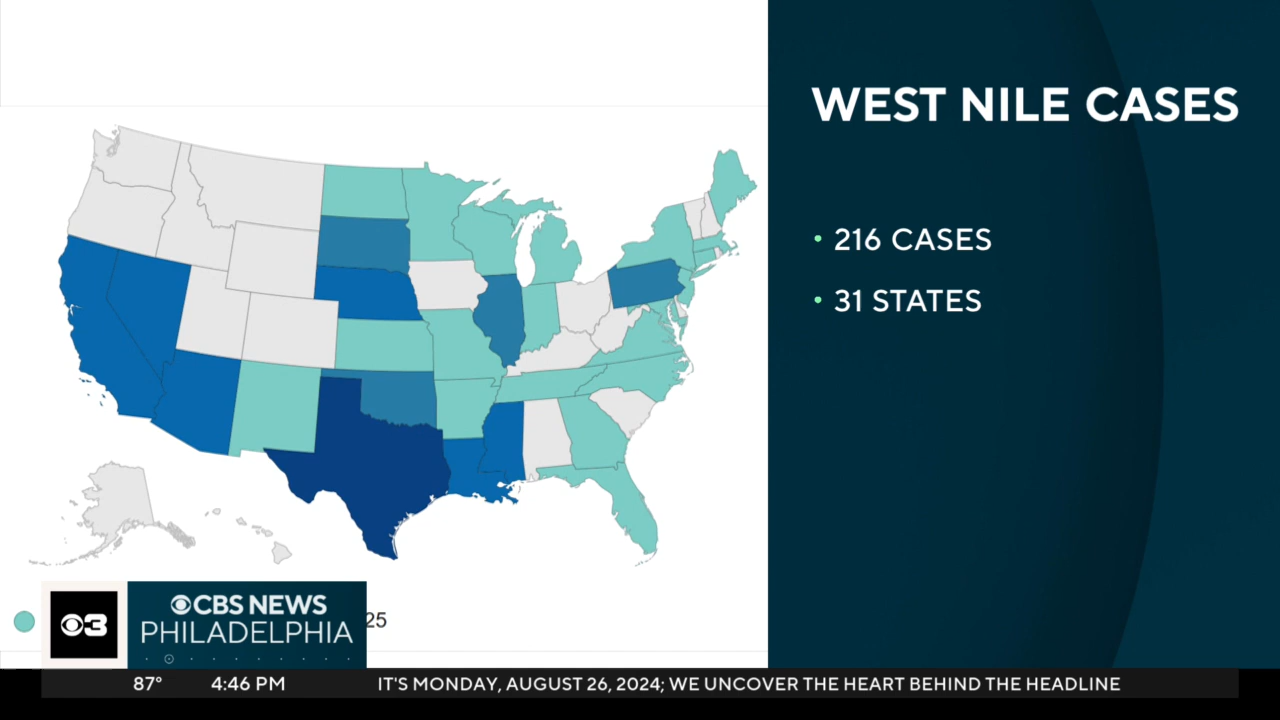 WEST NILE CASES
• 216 CASES
• 31 STATES
25
3
CBS NEWS
PHILADELPHIA
87° 4:46 PM IT'S MONDAY, AUGUST 26, 2024; WE UNCOVER THE HEART BEHIND THE HEADLINE